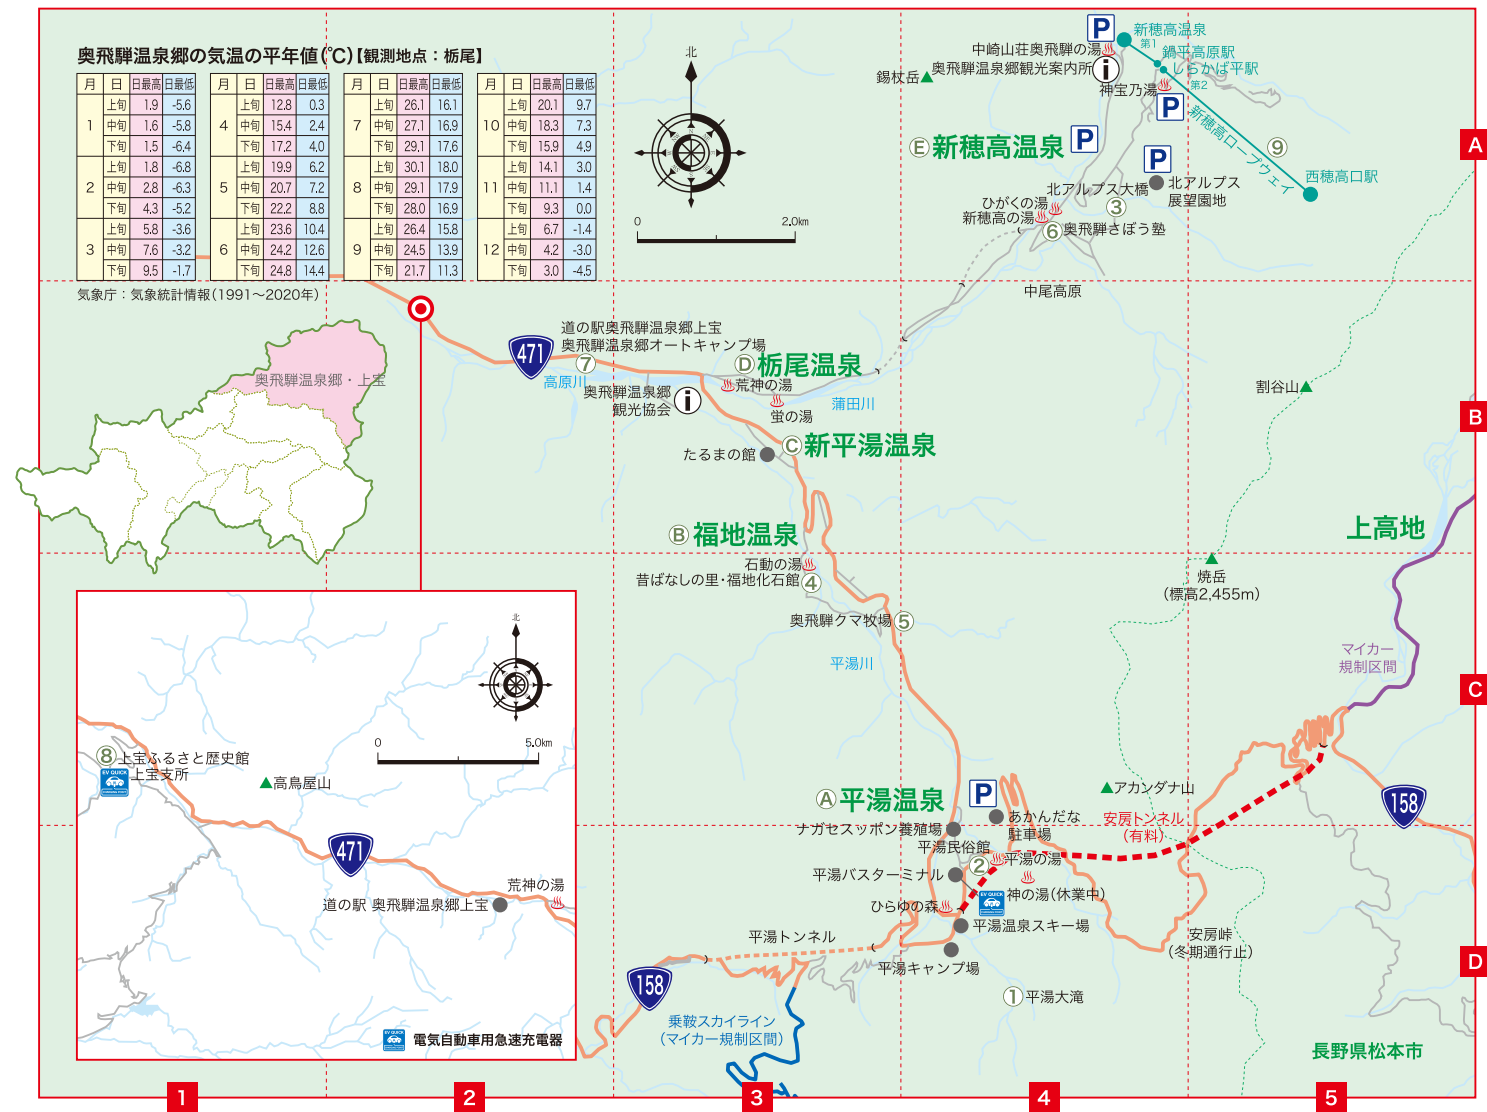 奥飛騨温泉郷の気温の平年値(℃)【観測地点：栃尾】
月 日 日最高 日最低 月 日 日最高 日最低 月 日 日最高 日最低 月 日 日最高 日最低
1 上旬 1.9 -5.6 4 上旬 12.8 0.3 7 上旬 26.1 16.1 10 上旬 20.1 9.7
中旬 1.6 -5.8 中旬 15.4 2.4 中旬 27.1 16.9 中旬 18.3 7.3
下旬 1.5 -6.4 下旬 17.2 4.0 下旬 29.1 17.6 下旬 15.9 4.9
2 上旬 1.8 -6.8 5 上旬 19.9 6.2 8 上旬 30.1 18.0 11 上旬 14.1 3.0
中旬 2.8 -6.3 中旬 20.7 7.2 中旬 29.1 17.9 中旬 11.1 1.4
下旬 4.3 -5.2 下旬 22.2 8.8 下旬 28.0 16.9 下旬 9.3 0.0
3 上旬 5.8 -3.6 6 上旬 23.6 10.4 9 上旬 26.4 15.8 12 上旬 6.7 -1.4
中旬 7.6 -3.2 中旬 24.2 12.6 中旬 24.5 13.9 中旬 4.2 -3.0
下旬 9.5 -1.7 下旬 24.8 14.4 下旬 21.7 11.3 下旬 3.0 -4.5
気象庁：気象統計情報(1991〜2020年)
北
0 2.0km
P
新穂高温泉
第1
中崎山荘奥飛騨の湯
鍋平高原駅
しらかば平駅
奥飛騨温泉郷観光案内所
i
錫杖岳
第2
神宝乃湯
P
新穂高ロープウェイ
⑨
Ⓔ新穂高温泉
P
A
P
西穂高口駅
北アルプス大橋
北アルプス
展望園地
③
ひがくの湯
新穂高の湯
⑥奥飛騨さぼう塾
中尾高原
奥飛騨温泉郷・上宝
471
道の駅奥飛騨温泉郷上宝
奥飛騨温泉郷オートキャンプ場
⑦
高原川
Ⓓ栃尾温泉
荒神の湯
奥飛騨温泉郷
観光協会
i
蛍の湯
蒲田川
割谷山
B
Ⓒ新平湯温泉
たるまの館
Ⓑ福地温泉
上高地
石動の湯
昔ばなしの里・福地化石館④
焼岳
(標高2,455m)
奥飛騨クマ牧場⑤
平湯川
マイカー
規制区間
C
北
0 5.0km
⑧上宝ふるさと歴史館
EV QUICK
上宝支所
高鳥屋山
471
荒神の湯
道の駅 奥飛騨温泉郷上宝
EV QUICK
電気自動車用急速充電器
Ⓐ平湯温泉
P
アカンダナ山
158
あかんだな
駐車場
安房トンネル
(有料)
ナガセスッポン養殖場
平湯民俗館
②
平湯の湯
平湯バスターミナル
EV QUICK
神の湯(休業中)
ひらゆの森
平湯温泉スキー場
平湯トンネル
安房峠
(冬期通行止)
D
平湯キャンプ場
158
①平湯大滝
乗鞍スカイライン
(マイカー規制区間)
長野県松本市
1 2 3 4 5